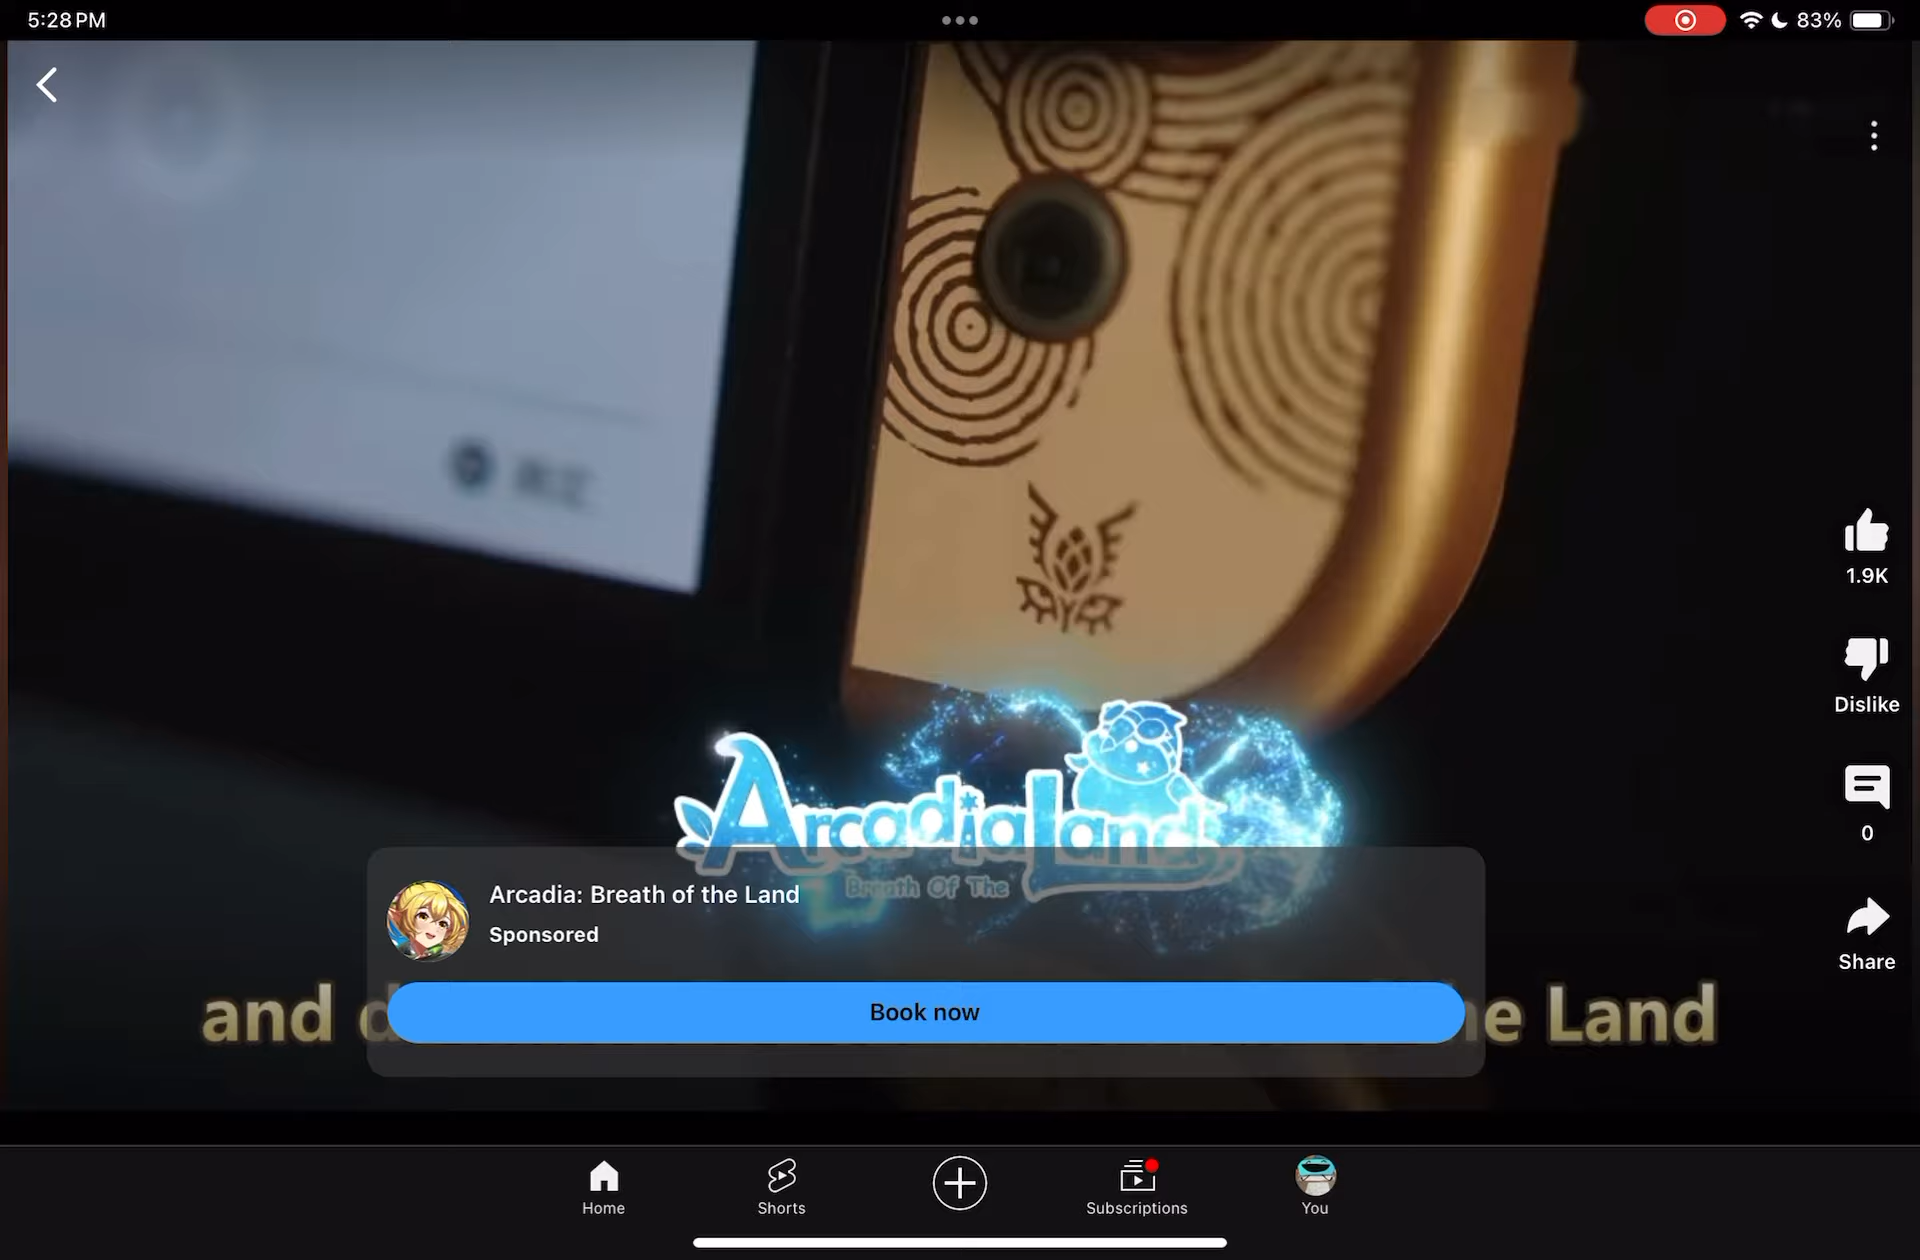 5:28 PM
83%
Arcadialand
Breath Of The
Arcadia: Breath of the Land
Sponsored
Book now
and
Land
1.9K
Dislike
0
Share
Home
Shorts
Subscriptions
You